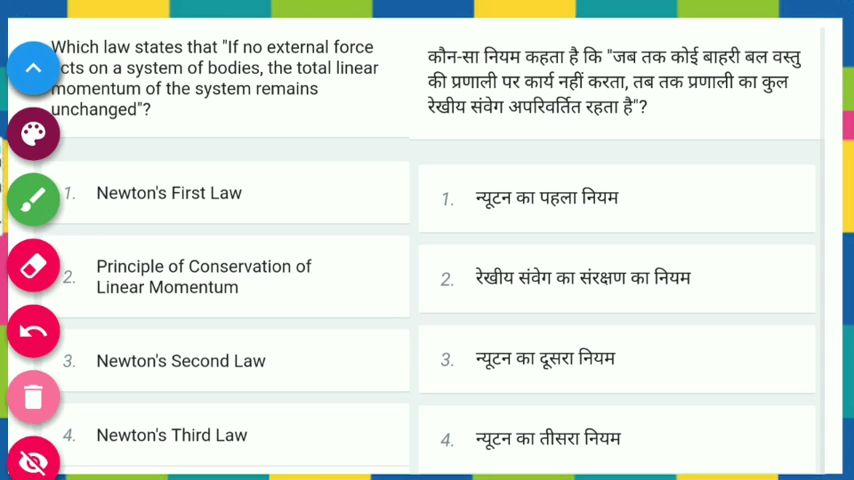 Which law states that "If no external force
acts on a system of bodies, the total linear
momentum of the system remains
unchanged"?
1. Newton's First Law
2. Principle of Conservation of
Linear Momentum
3. Newton's Second Law
4. Newton's Third Law
कौन-सा नियम कहता है कि "जब तक कोई बाहरी बल वस्तु
की प्रणाली पर कार्य नहीं करता, तब तक प्रणाली का कुल
रेखीय संवेग अपरिवर्तित रहता है"?
1. न्यूटन का पहला नियम
2. रेखीय संवेग का संरक्षण का नियम
3. न्यूटन का दूसरा नियम
4. न्यूटन का तीसरा नियम